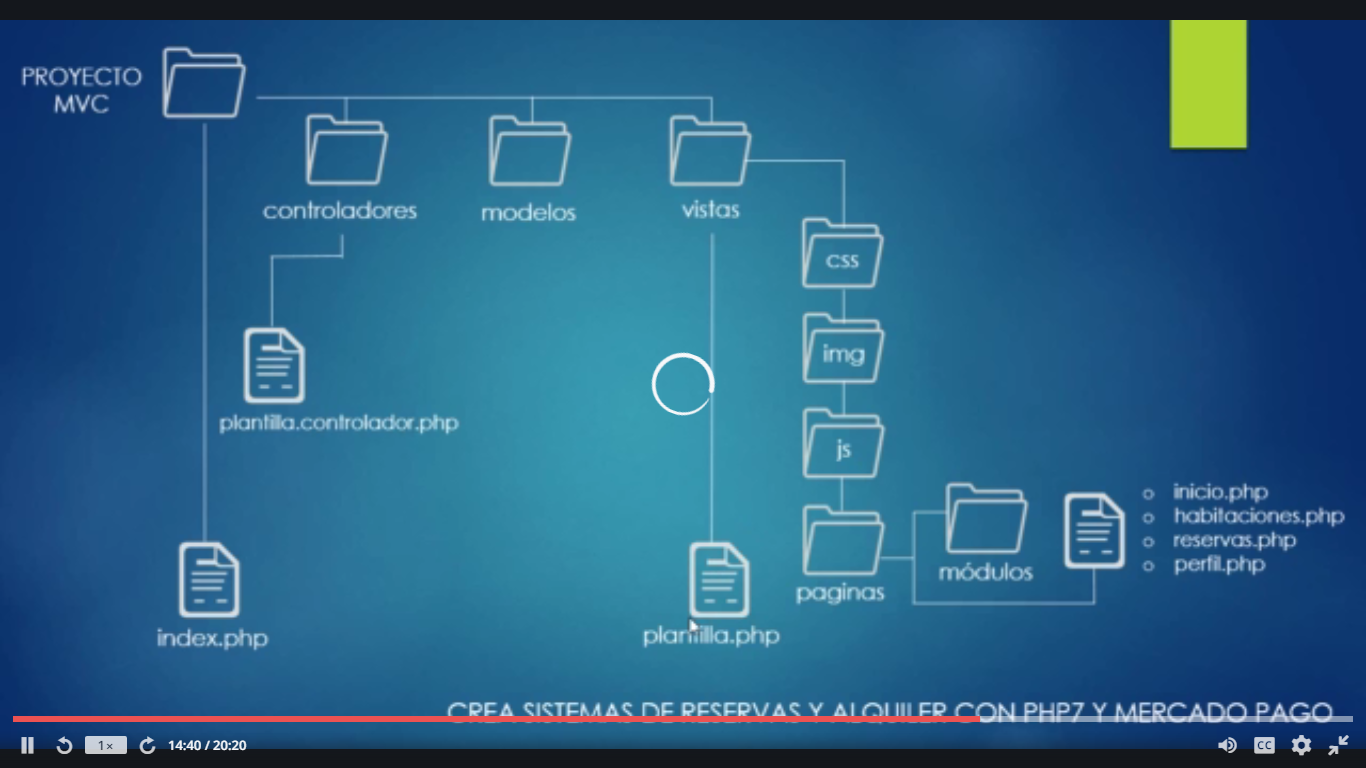 PROYECTO
MVC
controladores
modelos
vistas
css
img
js
plantilla.controlador.php
inicio.php
habitaciones.php
reservas.php
perfil.php
módulos
paginas
index.php
plantilla.php
CREA SISTEMAS DE RESERVAS Y ALQUILER CON PHP7 Y MERCADO PAGO
1×
14:40 / 20:20
CC